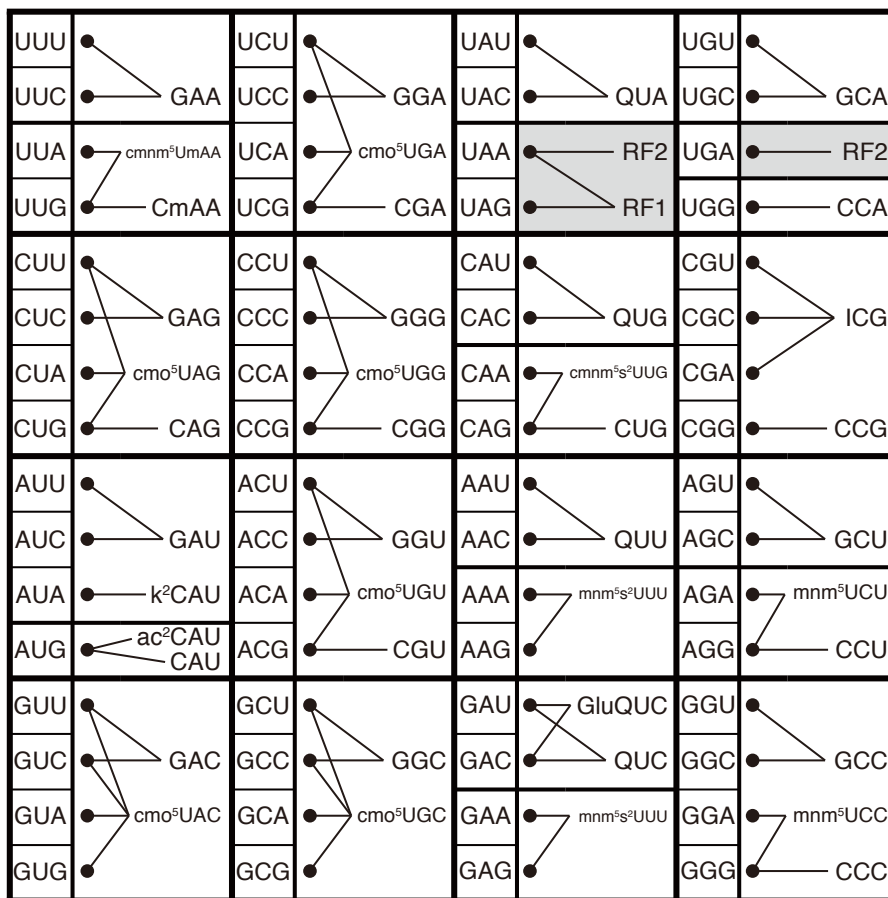 UUU UCU UAU UGU
UUC GAA UCC GGA UAC QUA UGC GCA
UUA cmnm⁵UmAA UCA cmo⁵UGA UAA RF2 UGA RF2
UUG CmAA UCG CGA UAG RF1 UGG CCA
CUU CCU CAU CGU
CUC GAG CCC GGG CAC QUG CGC ICG
CUA cmo⁵UAG CCA cmo⁵UGG CAA cmnm⁵s²UUG CGA
CUG CAG CCG CGG CAG CUG CGG CCG
AUU ACU AAU AGU
AUC GAU ACC GGU AAC QUU AGC GCU
AUA k²CAU ACA cmo⁵UGU AAA mnm⁵s²UUU AGA mnm⁵UCU
AUG ac²CAU CAU ACG CGU AAG AGG CCU
GUU GCU GAU GluQUC GGU
GUC GAC GCC GGC GAC QUC GGC GCC
GUA cmo⁵UAC GCA cmo⁵UGC GAA mnm⁵s²UUU GGA mnm⁵UCC
GUG GCG GAG GGG CCC